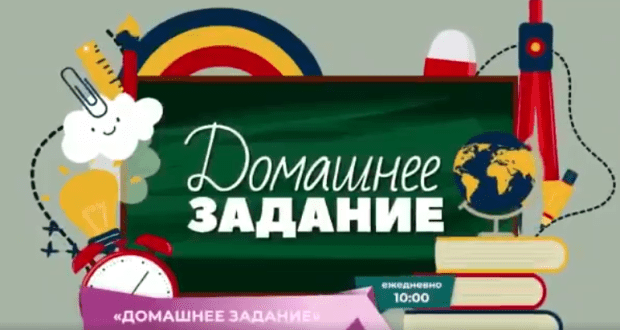 Домашнее
ЗАДАНИЕ
ежедневно
10:00
«ДОМАШНЕЕ ЗАДАНИЕ»